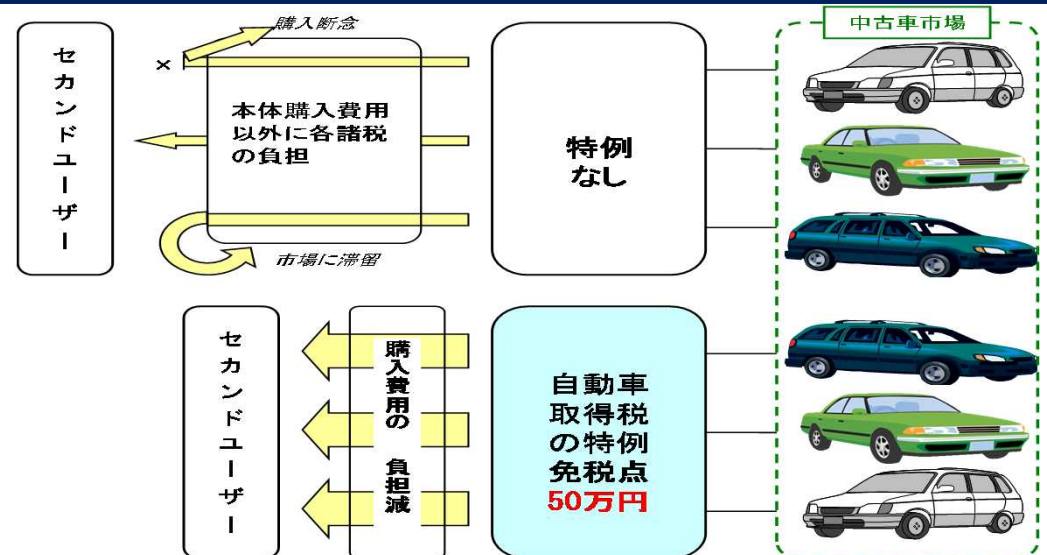 中古車市場
購入断念
セカンドユーザー
×
本体購入費用
以外に各諸税
の負担
特例
なし
市場に滞留
セカンドユーザー
購入費用の 負担減
自動車
取得税
の特例
免税点
50万円